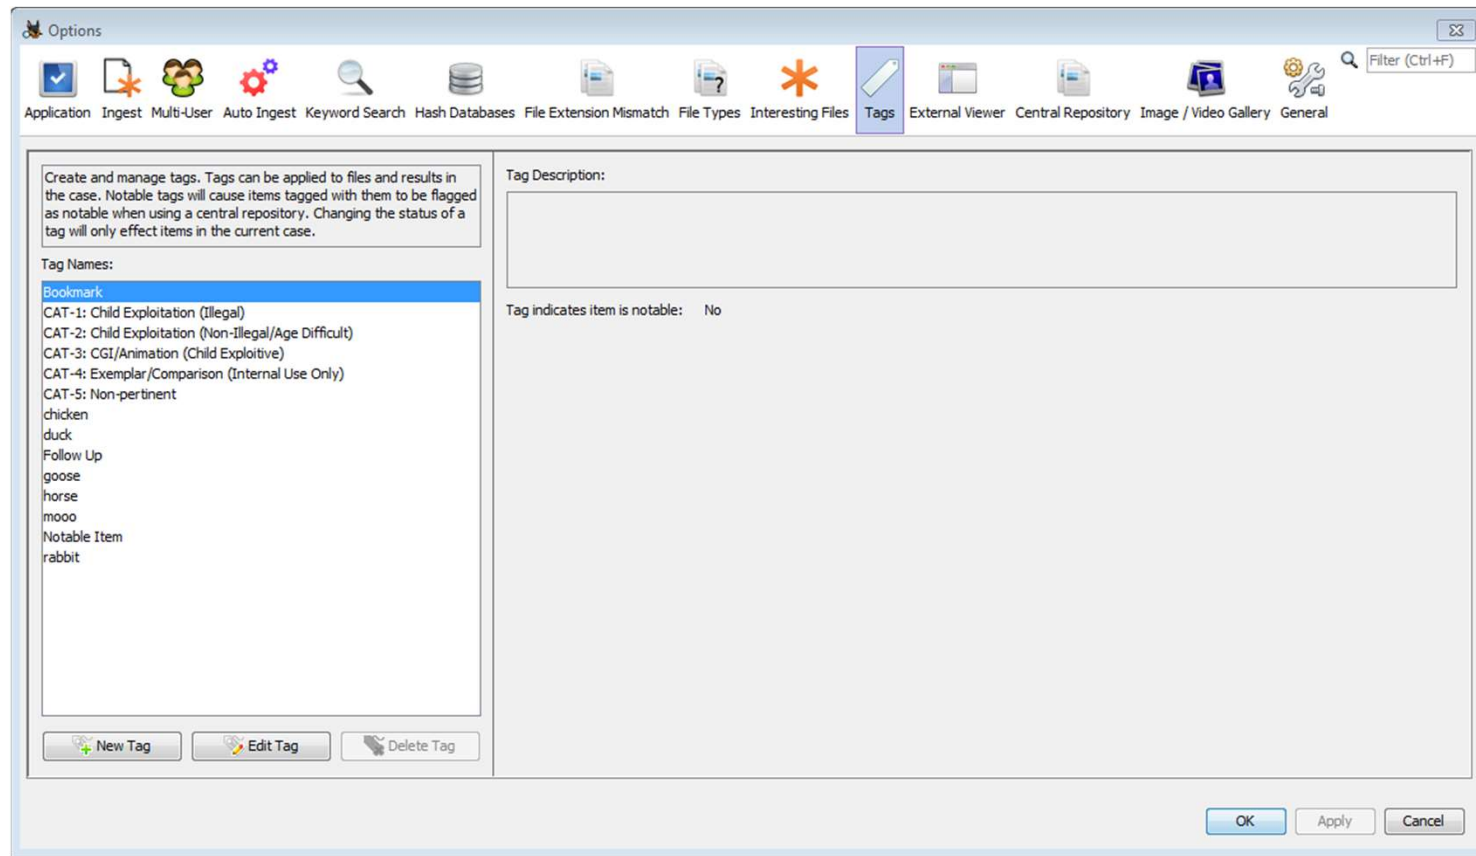 Options
Filter (Ctrl+F)
Application Ingest Multi-User Auto Ingest Keyword Search Hash Databases File Extension Mismatch File Types Interesting Files Tags External Viewer Central Repository Image / Video Gallery General
Create and manage tags. Tags can be applied to files and results in
the case. Notable tags will cause items tagged with them to be flagged
as notable when using a central repository. Changing the status of a
tag will only effect items in the current case.
Tag Names:
Bookmark
CAT-1: Child Exploitation (Illegal)
CAT-2: Child Exploitation (Non-Illegal/Age Difficult)
CAT-3: CGI/Animation (Child Exploitive)
CAT-4: Exemplar/Comparison (Internal Use Only)
CAT-5: Non-pertinent
chicken
duck
Follow Up
goose
horse
mooo
Notable Item
rabbit
New Tag Edit Tag Delete Tag
Tag Description:
Tag indicates item is notable: No
OK Apply Cancel